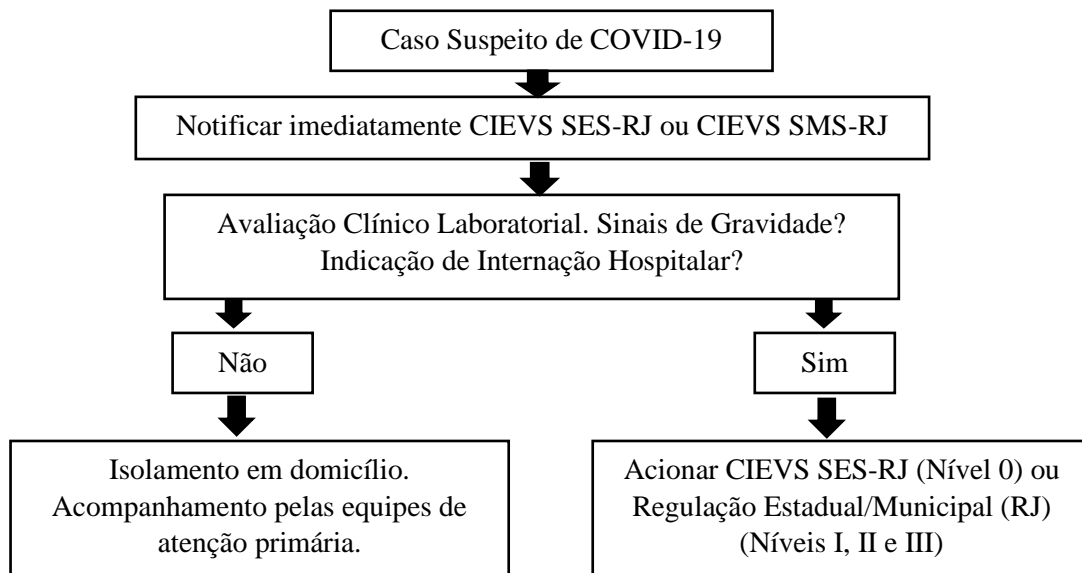 Caso Suspeito de COVID-19
Notificar imediatamente CIEVS SES-RJ ou CIEVS SMS-RJ
Avaliação Clínico Laboratorial. Sinais de Gravidade?
Indicação de Internação Hospitalar?
Não
Sim
Isolamento em domicílio.
Acompanhamento pelas equipes de
atenção primária.
Acionar CIEVS SES-RJ (Nível 0) ou
Regulação Estadual/Municipal (RJ)
(Níveis I, II e III)